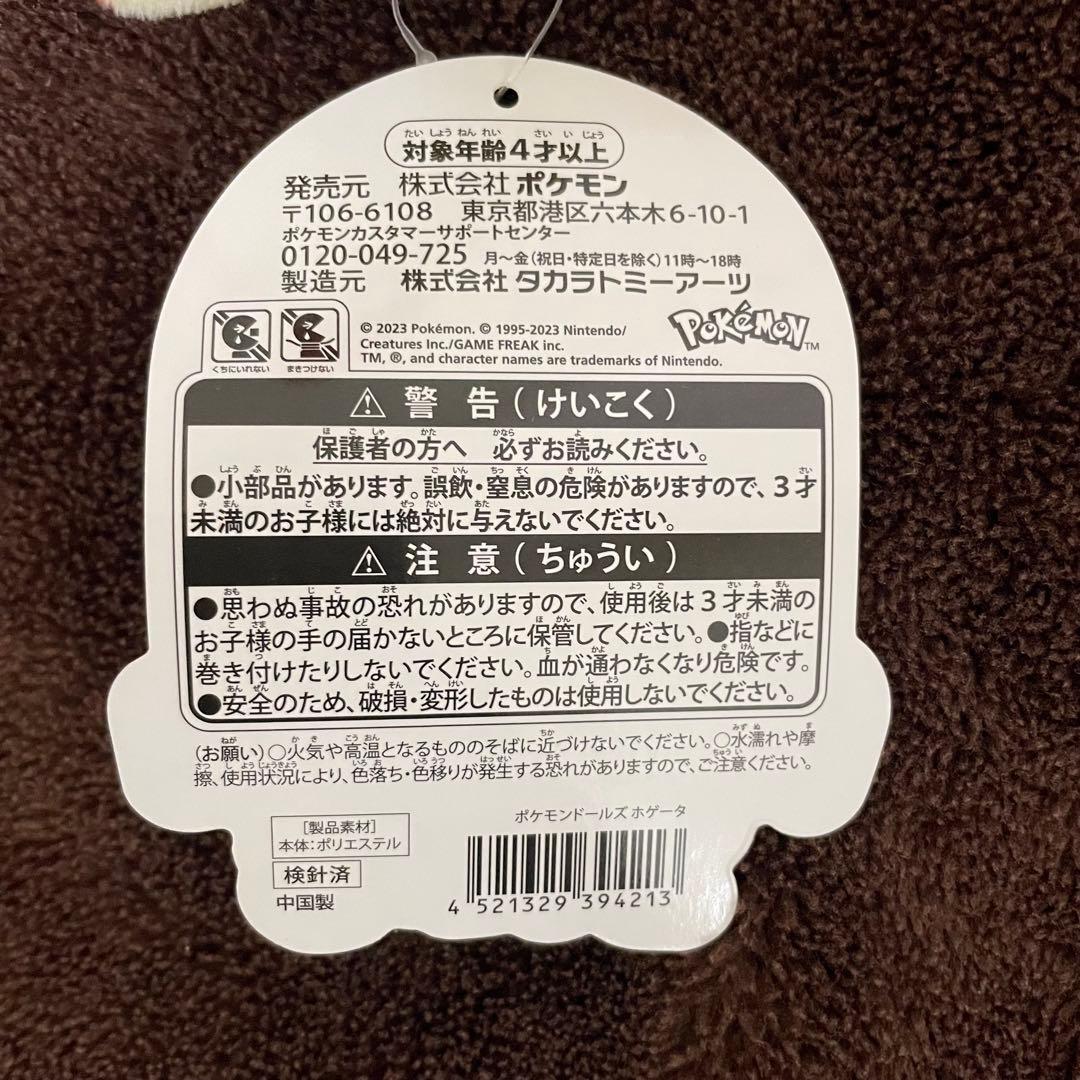 対象年齢4才以上
発売元 株式会社 ポケモン
〒106-6108 東京都港区六本木6-10-1
ポケモンカスタマーサポートセンター
0120-049-725 月〜金(祝日・特定日を除く)11時〜18時
製造元 株式会社 タカラトミーアーツ
くちにいれない まきつけない
© 2023 Pokémon. © 1995-2023 Nintendo/
Creatures Inc./GAME FREAK inc.
TM, ®, and character names are trademarks of Nintendo.
POKéMON TM
⚠ 警 告(けいこく)
保護者の方へ 必ずお読みください。
●小部品があります。誤飲・窒息の危険がありますので、3才
未満のお子様には絶対に与えないでください。
⚠ 注 意(ちゅうい)
●思わぬ事故の恐れがありますので、使用後は3才未満の
お子様の手の届かないところに保管してください。●指などに
巻き付けたりしないでください。血が通わなくなり危険です。
●安全のため、破損・変形したものは使用しないでください。
(お願い)○火気や高温となるもののそばに近づけないでください。○水濡れや摩
擦、使用状況により、色落ち・色移りが発生する恐れがありますので、ご注意ください。
[製品素材]
本体:ポリエステル
検針済
中国製
ポケモンドールズ ホゲータ
4 521329 394213